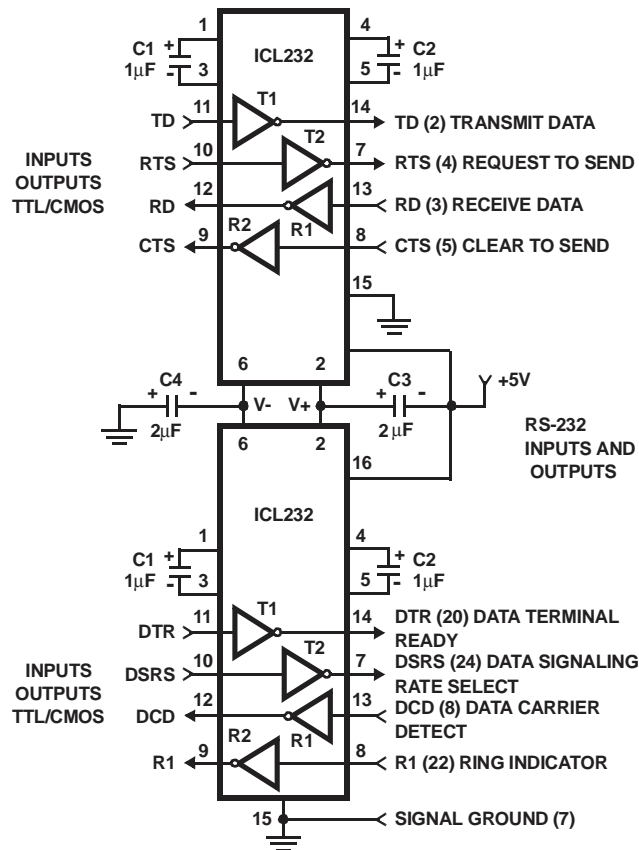 1
4
C1 +
1µF -
3
ICL232
+ C2
- 1µF
5
T1
11
14
TD
TD (2) TRANSMIT DATA
T2
10
7
INPUTS
OUTPUTS
TTL/CMOS
RTS
RTS (4) REQUEST TO SEND
12
13
RD
RD (3) RECEIVE DATA
R2
R1
9
8
CTS
CTS (5) CLEAR TO SEND
15
6
2
C4
+ -
2µF
V-
V+
C3
+ -
2µF
+5V
RS-232
INPUTS AND
OUTPUTS
6
2
16
ICL232
1
4
C1 +
1µF -
3
+ C2
- 1µF
5
T1
11
14
DTR
DTR (20) DATA TERMINAL
READY
T2
10
7
INPUTS
OUTPUTS
TTL/CMOS
DSRS
DSRS (24) DATA SIGNALING
RATE SELECT
12
13
DCD
DCD (8) DATA CARRIER
DETECT
R2
R1
9
8
R1
R1 (22) RING INDICATOR
15
SIGNAL GROUND (7)